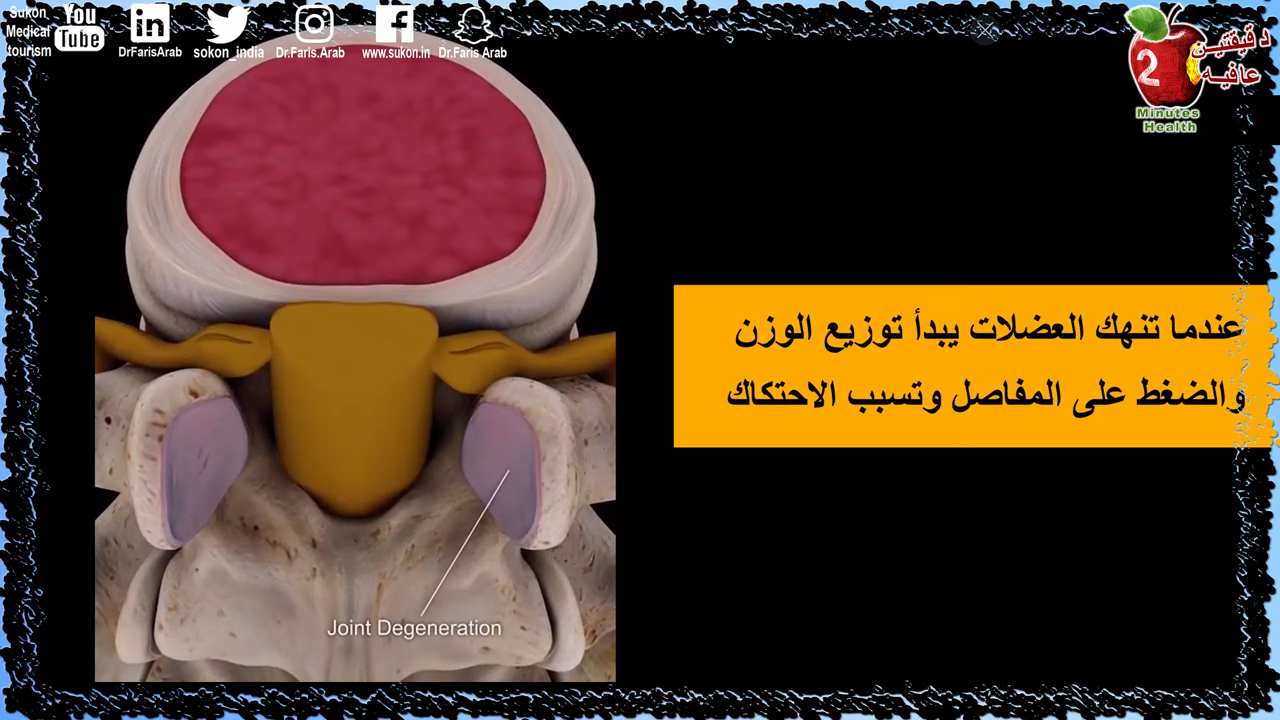 Sukon
Medical
tourism
You
Tube
in
DrFarisArab
sokon_india
Dr.Faris.Arab
f
www.sukon.in
Dr.Faris Arab
دقيقتين
عافيه
2
Minutes
Health
عندما تنهك العضلات يبدأ توزيع الوزن
والضغط على المفاصل وتسبب الاحتكاك
Joint Degeneration